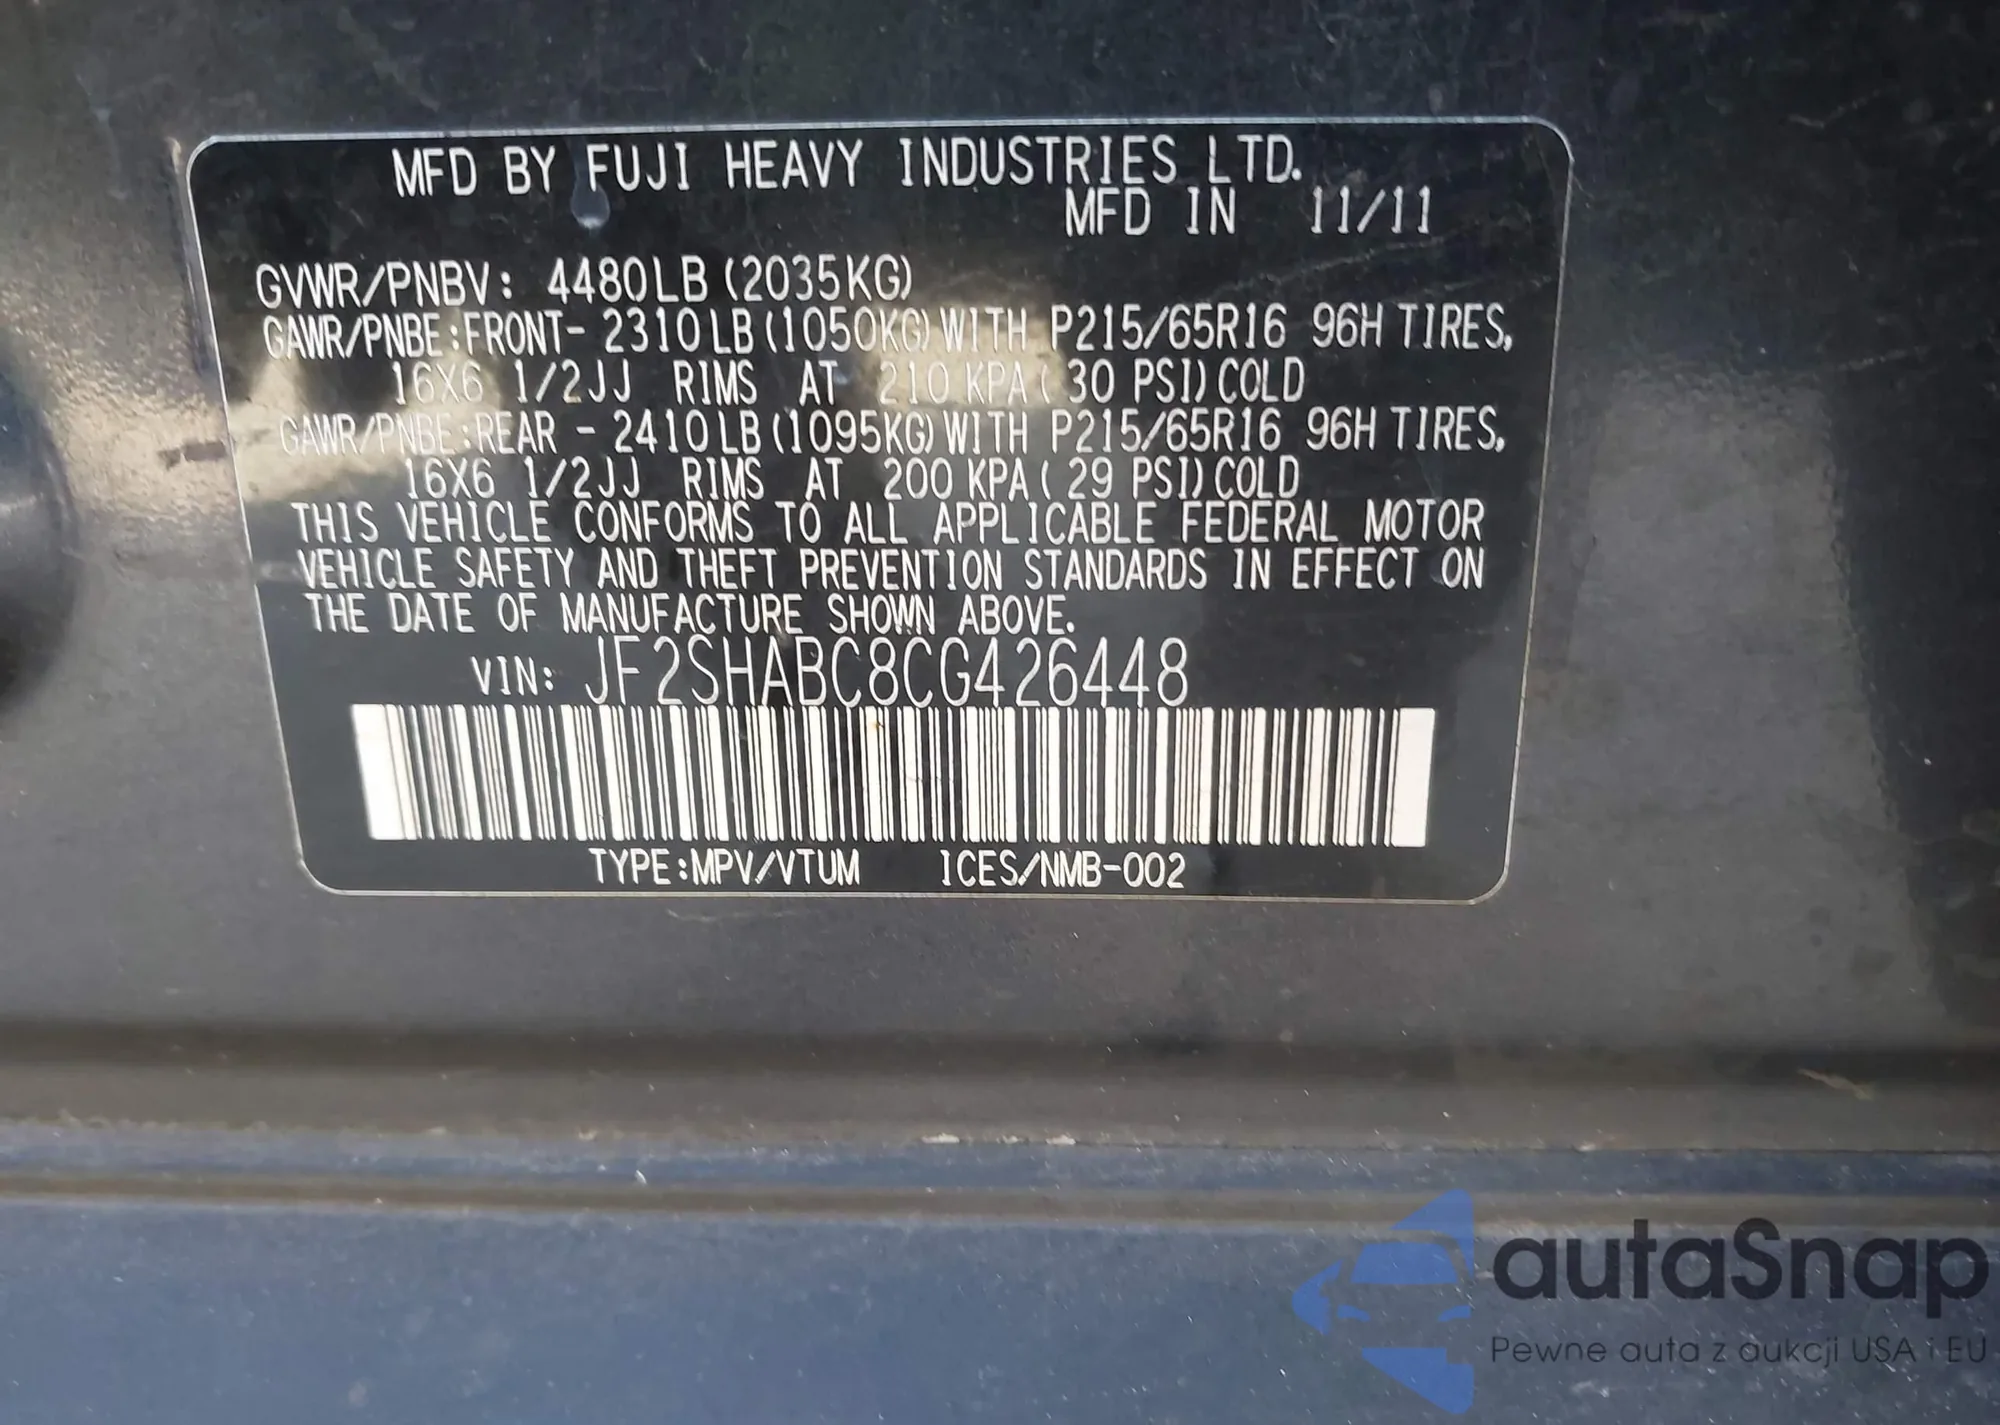 MFD BY FUJI HEAVY INDUSTRIES LTD.
MFD IN 11/11
GVWR/PNBV: 4480LB (2035KG)
GAWR/PNBE:FRONT- 2310LB(1050KG)WITH P215/65R16 96H TIRES,
16X6 1/2JJ RIMS AT 210 KPA( 30 PSI)COLD
GAWR/PNBE:REAR - 2410LB(1095KG)WITH P215/65R16 96H TIRES,
16X6 1/2JJ RIMS AT 200 KPA( 29 PSI)COLD
THIS VEHICLE CONFORMS TO ALL APPLICABLE FEDERAL MOTOR
VEHICLE SAFETY AND THEFT PREVENTION STANDARDS IN EFFECT ON
THE DATE OF MANUFACTURE SHOWN ABOVE.
VIN: JF2SHABC8CG426448
TYPE:MPV/VTUM ICES/NMB-002
autaSnap
Pewne auta z aukcji USA i EU